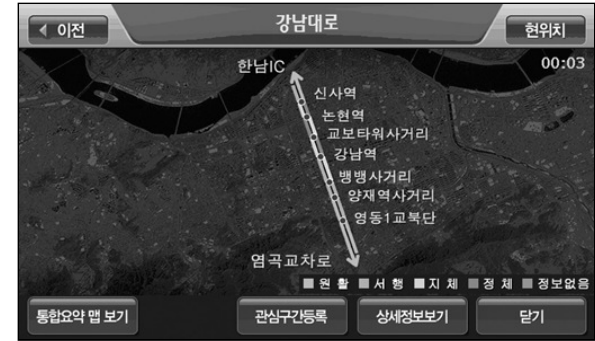 이전
강남대로
현위치
00:03
한남IC
신사역
논현역
교보타워사거리
강남역
뱅뱅사거리
양재역사거리
영동1교북단
염곡교차로
원 활 서 행 지 체 정 체 정보없음
통합요약 맵 보기
관심구간등록
상세정보보기
닫기